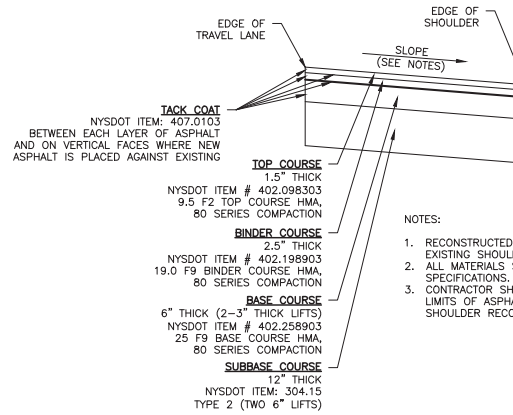 EDGE OF
TRAVEL LANE
EDGE OF
SHOULDER
SLOPE
(SEE NOTES)
TACK COAT
NYSDOT ITEM: 407.0103
BETWEEN EACH LAYER OF ASPHALT
AND ON VERTICAL FACES WHERE NEW
ASPHALT IS PLACED AGAINST EXISTING
TOP COURSE
1.5" THICK
NYSDOT ITEM # 402.098303
9.5 F2 TOP COURSE HMA,
80 SERIES COMPACTION
BINDER COURSE
2.5" THICK
NYSDOT ITEM # 402.198903
19.0 F9 BINDER COURSE HMA,
80 SERIES COMPACTION
BASE COURSE
6" THICK (2-3" THICK LIFTS)
NYSDOT ITEM # 402.258903
25 F9 BASE COURSE HMA,
80 SERIES COMPACTION
SUBBASE COURSE
12" THICK
NYSDOT ITEM: 304.15
TYPE 2 (TWO 6" LIFTS)
NOTES:
1. RECONSTRUCTED
EXISTING
2. ALL MATERIALS
SPECIFICATIONS.
3. CONTRACTOR
LIMITS OF
SHOULDER